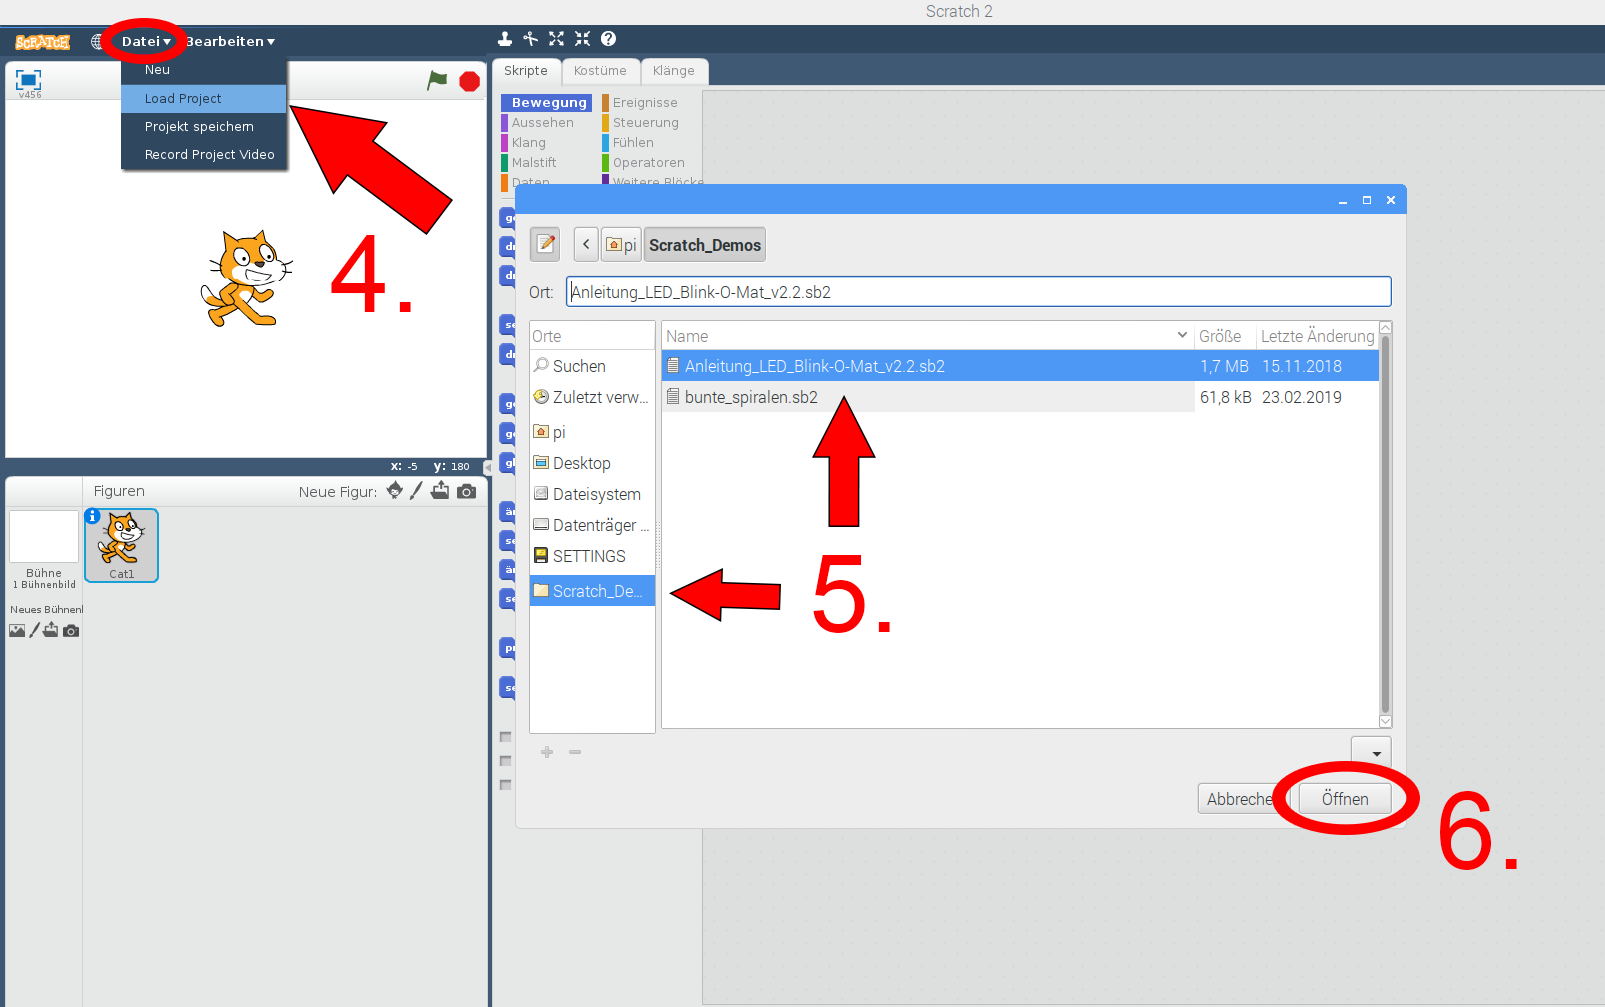 Scratch 2
SCRATCH
Datei
Bearbeiten
Neu
Load Project
Projekt speichern
Record Project Video
v456
4.
x: -5 y: 180
Figuren
Neue Figur:
Bühne
1 Bühnenbild
Neues Bühnenl
Cat1
Skripte
Kostüme
Klänge
Bewegung
Ereignisse
Aussehen
Steuerung
Klang
Fühlen
Malstift
Operatoren
Daten
Weitere Blöcke
pi
Scratch_Demos
Ort:
Anleitung_LED_Blink-O-Mat_v2.2.sb2
Orte
Suchen
Zuletzt verw...
pi
Desktop
Dateisystem
Datenträger ...
SETTINGS
Scratch_De...
Name
Größe
Letzte Änderung
Anleitung_LED_Blink-O-Mat_v2.2.sb2
1,7 MB
15.11.2018
bunte_spiralen.sb2
61,8 kB
23.02.2019
5.
Abbreche
Öffnen
6.